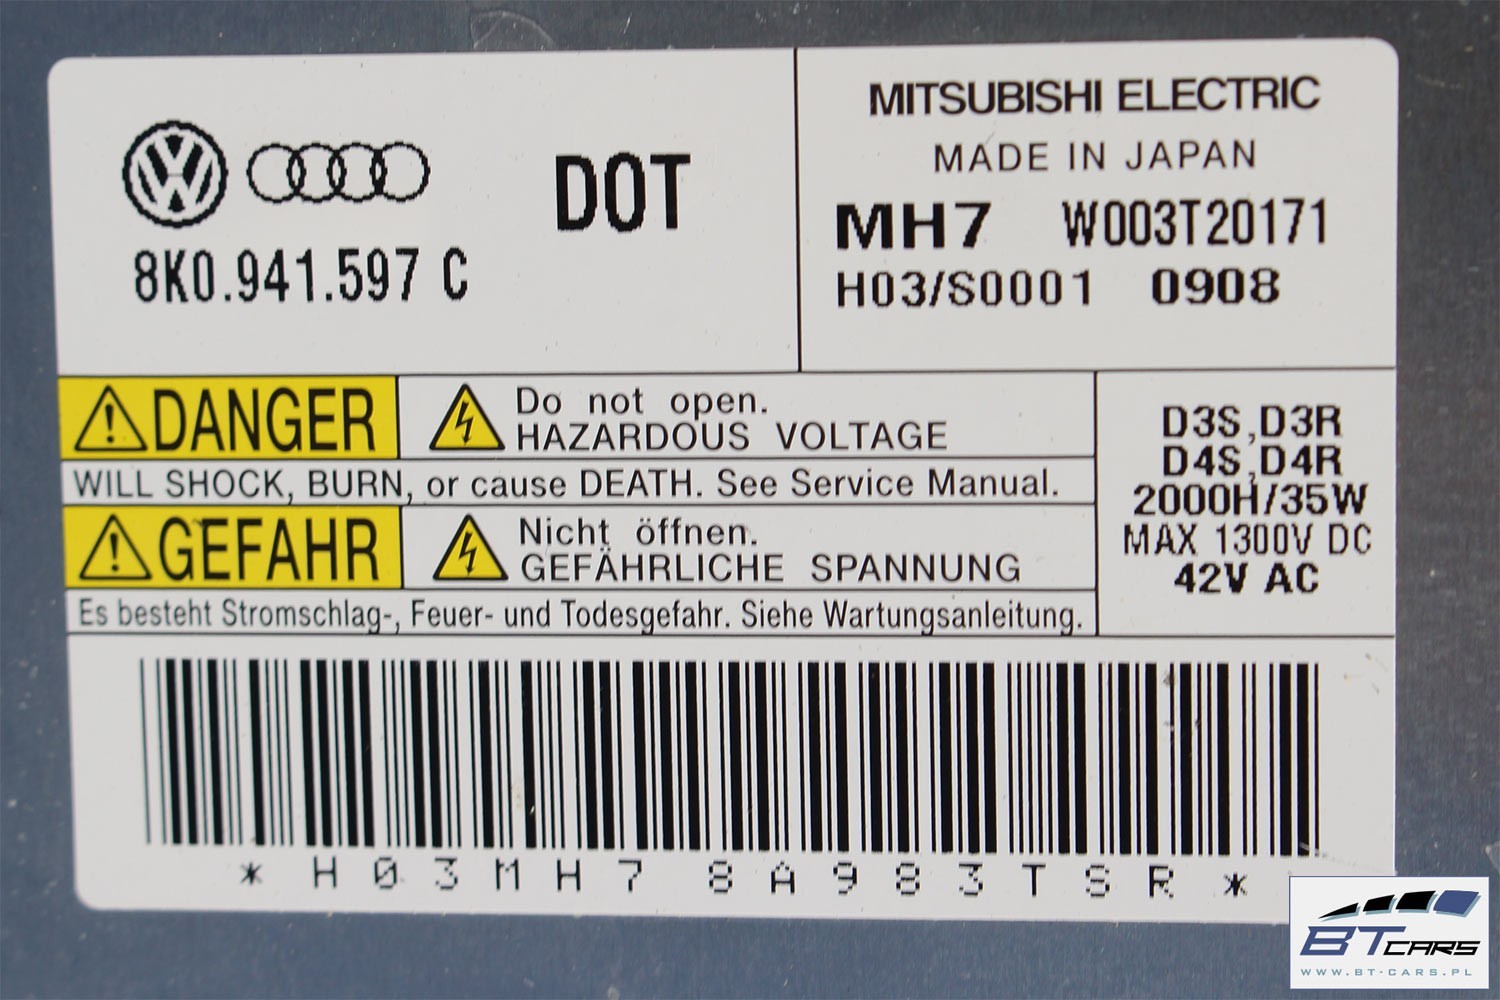 8K0.941.597 C
DOT
MITSUBISHI ELECTRIC
MADE IN JAPAN
MH7 W003T20171
H03/S0001 0908
DANGER
Do not open.
HAZARDOUS VOLTAGE
WILL SHOCK, BURN, or cause DEATH. See Service Manual.
GEFAHR
Nicht öffnen.
GEFÄHRLICHE SPANNUNG
Es besteht Stromschlag-, Feuer- und Todesgefahr. Siehe Wartungsanleitung.
D3S,D3R
D4S,D4R
2000H/35W
MAX 1300V DC
42V AC
*H03MH78A983TSR*
BT CARS
WWW.BT-CARS.PL